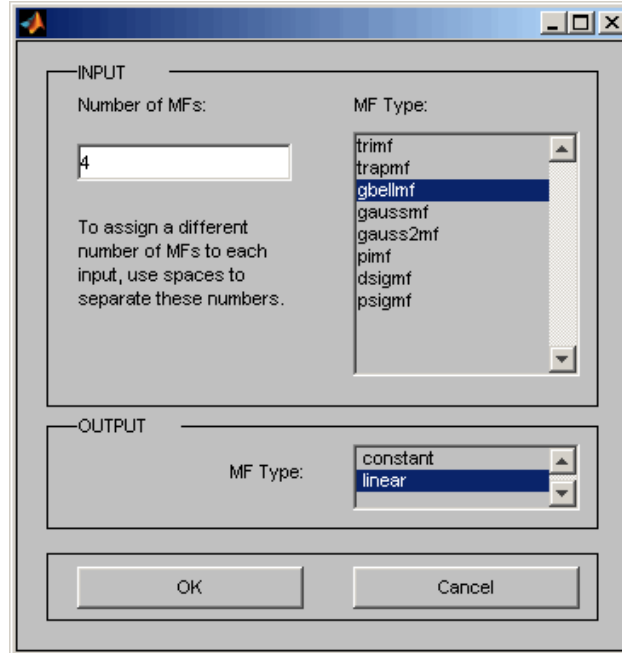 INPUT
Number of MFs:
4
To assign a different
number of MFs to each
input, use spaces to
separate these numbers.
MF Type:
trimf
trapmf
gbellmf
gaussmf
gauss2mf
pimf
dsigmf
psigmf
OUTPUT
MF Type:
constant
linear
OK
Cancel